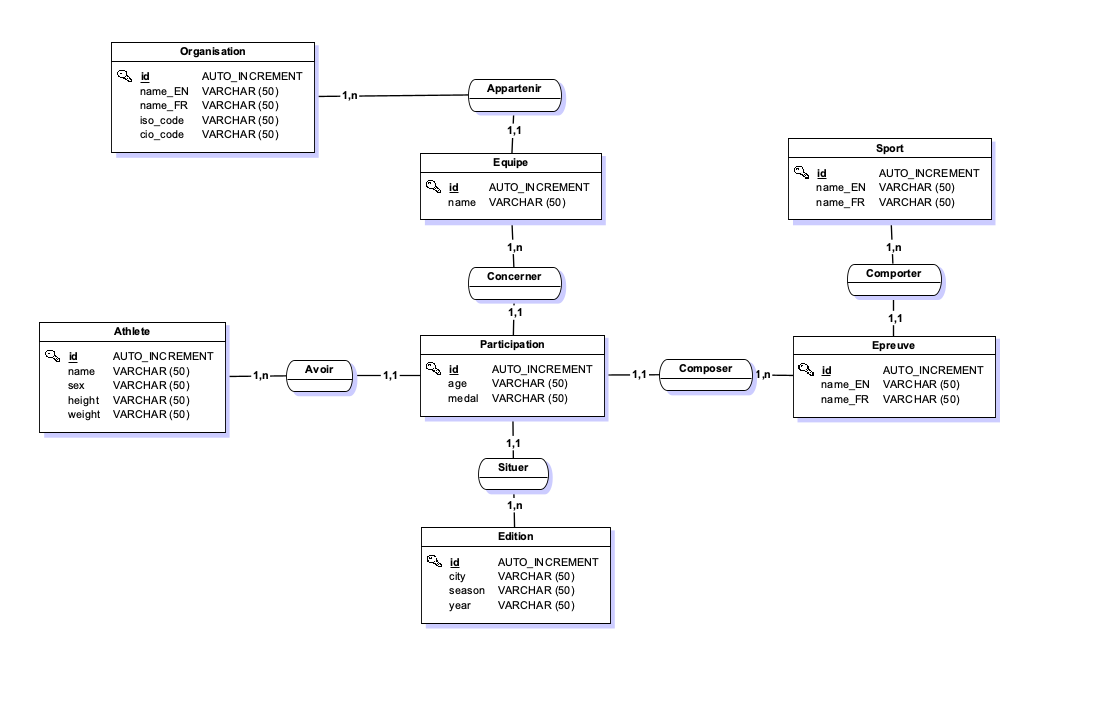 Organisation
id AUTO_INCREMENT
name_EN VARCHAR (50)
name_FR VARCHAR (50)
iso_code VARCHAR (50)
cio_code VARCHAR (50)
1,n
Appartenir
1,1
Equipe
id AUTO_INCREMENT
name VARCHAR (50)
Sport
id AUTO_INCREMENT
name_EN VARCHAR (50)
name_FR VARCHAR (50)
1,n
Concerner
1,1
1,n
Comporter
1,1
Athlete
id AUTO_INCREMENT
name VARCHAR (50)
sex VARCHAR (50)
height VARCHAR (50)
weight VARCHAR (50)
1,n
Avoir
1,1
Participation
id AUTO_INCREMENT
age VARCHAR (50)
medal VARCHAR (50)
1,1
Composer
1,n
Epreuve
id AUTO_INCREMENT
name_EN VARCHAR (50)
name_FR VARCHAR (50)
1,1
Situer
1,n
Edition
id AUTO_INCREMENT
city VARCHAR (50)
season VARCHAR (50)
year VARCHAR (50)